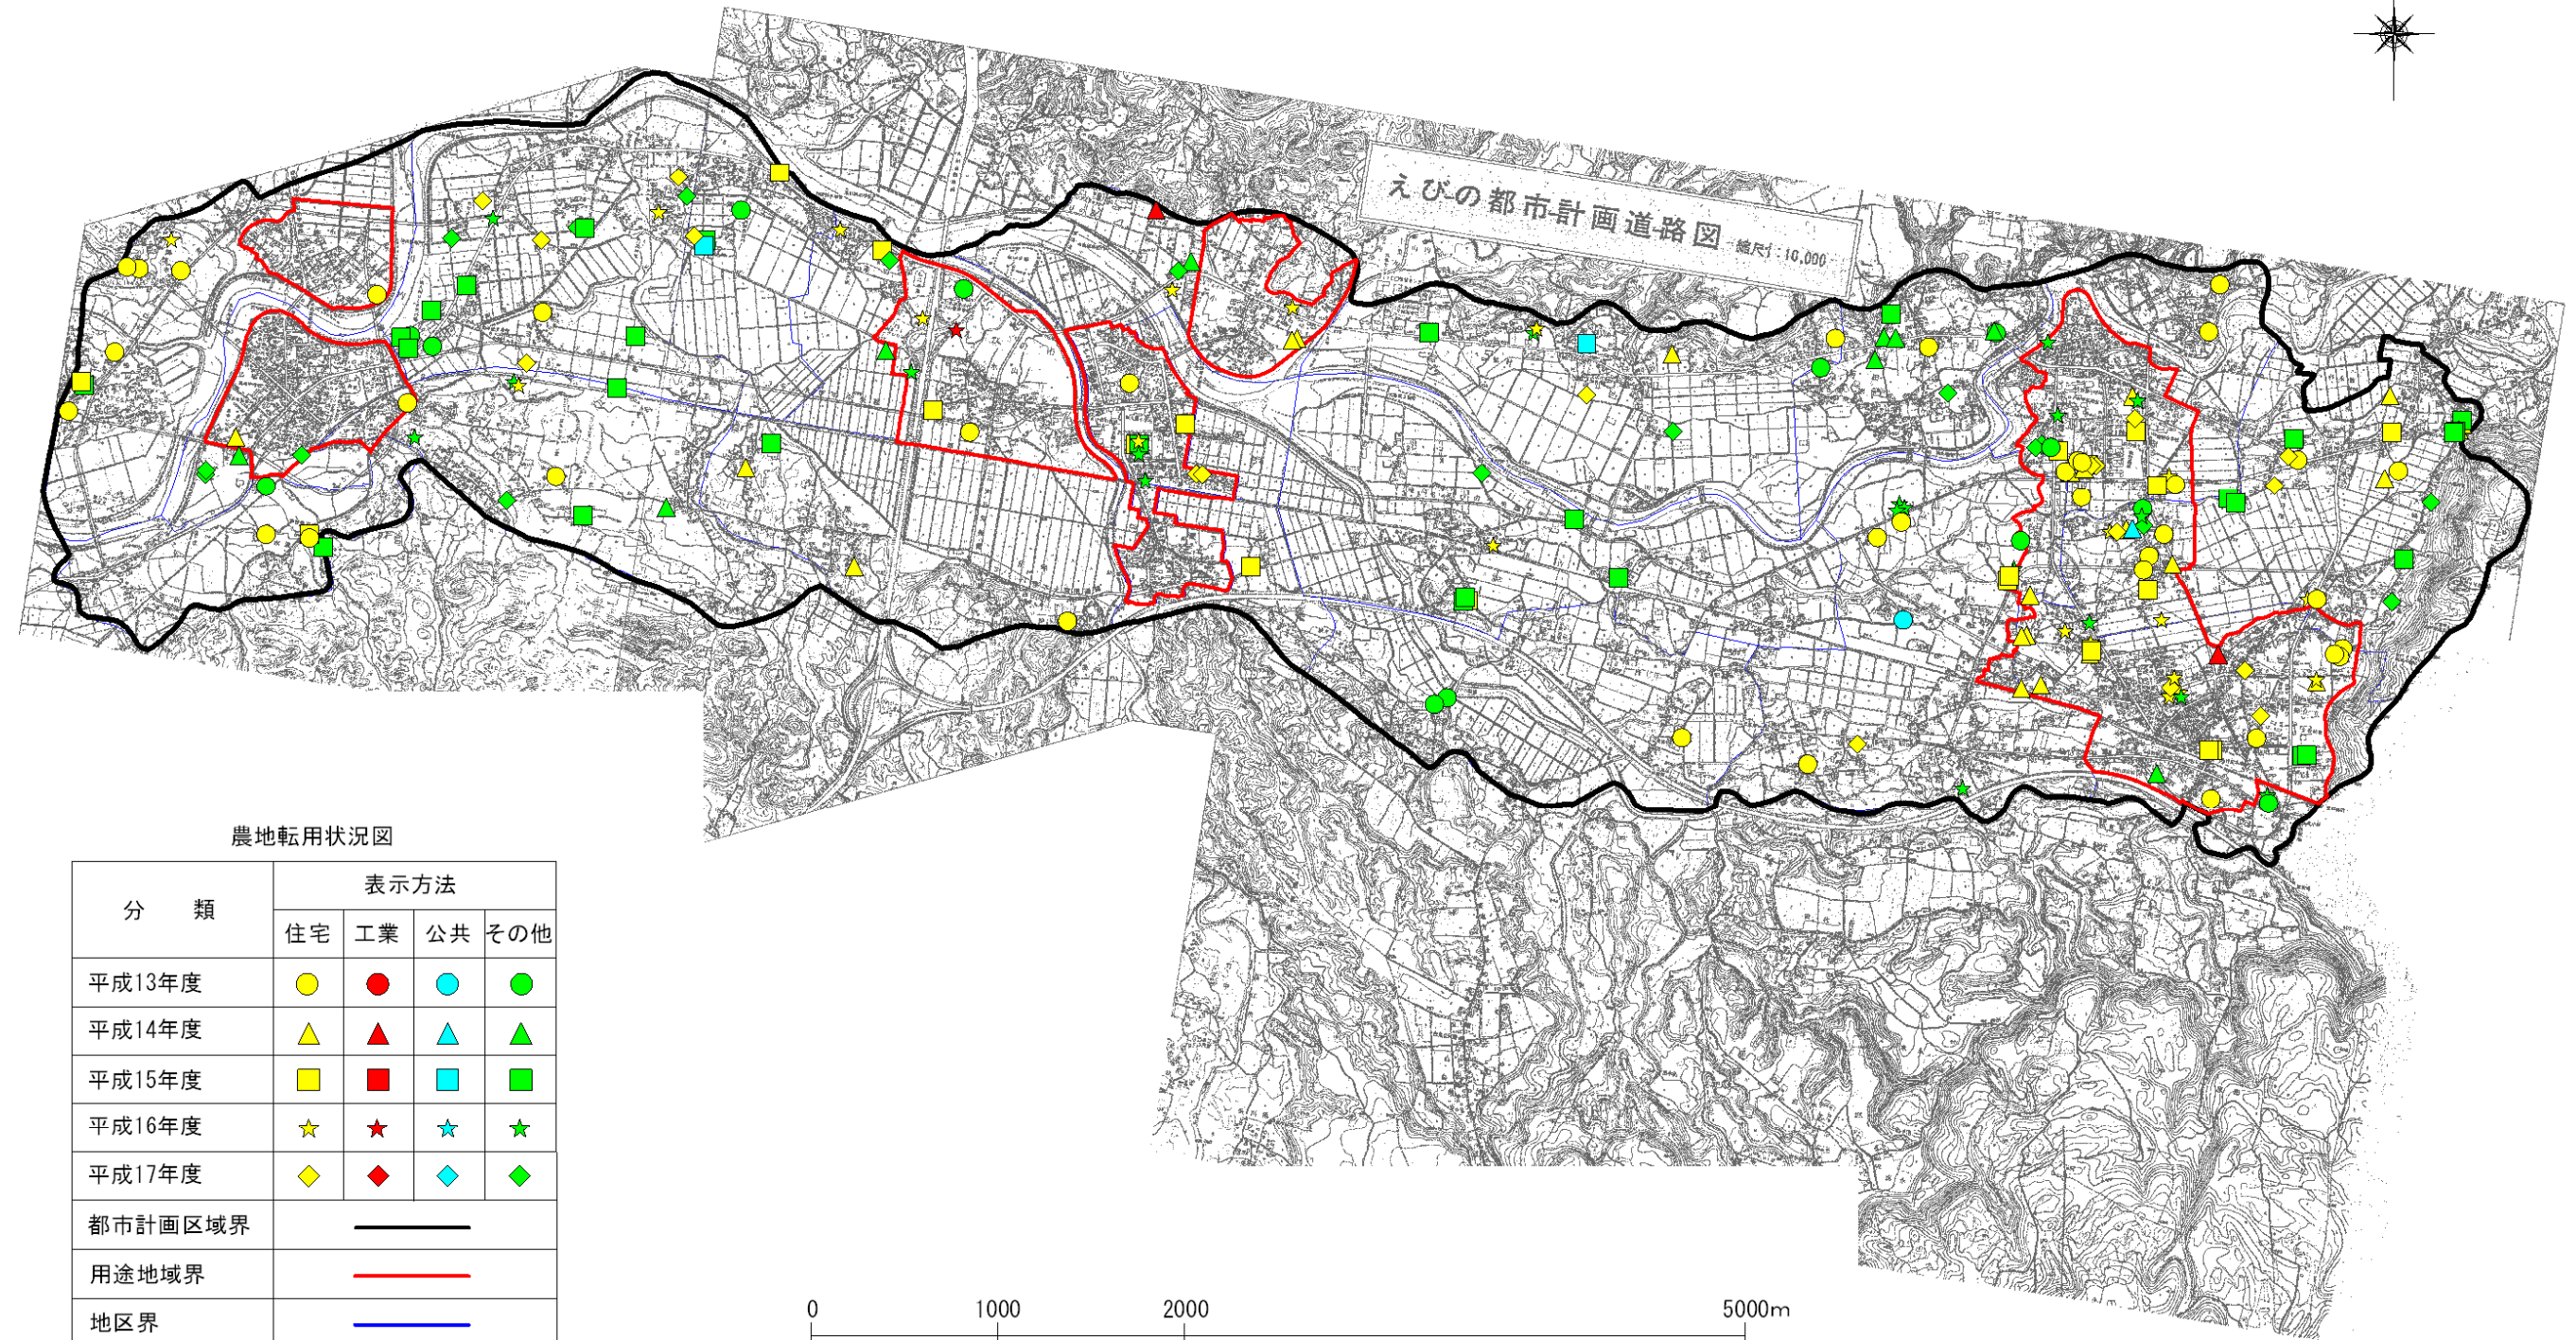 えびの都市計画道路図 縮尺1:10,000
農地転用状況図
分 類
表示方法
住宅 工業 公共 その他
平成13年度
平成14年度
平成15年度
平成16年度
平成17年度
都市計画区域界
用途地域界
地区界
0 1000 2000 5000m